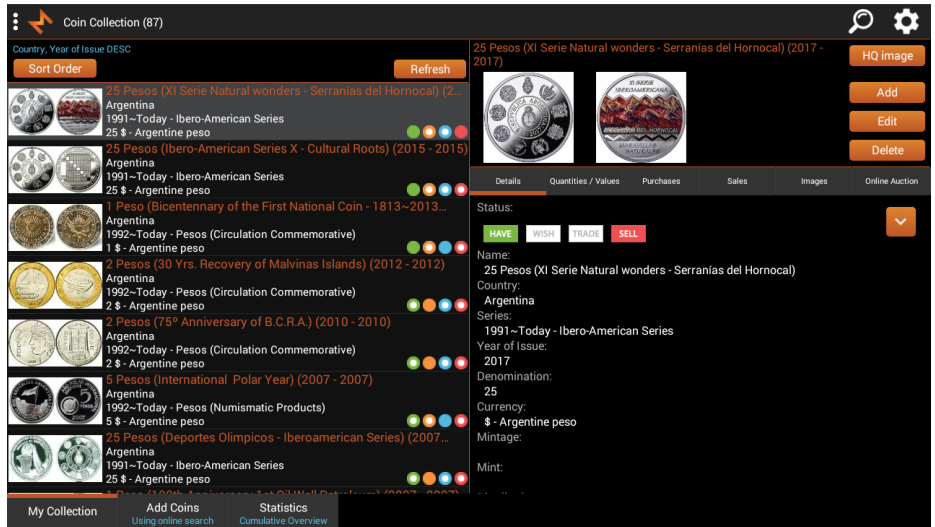 Coin Collection (87)
Country, Year of Issue DESC
Sort Order
Refresh
25 Pesos (XI Serie Natural wonders - Serranías del Hornocal) (2...
Argentina
1991~Today - Ibero-American Series
25 $ - Argentine peso
25 Pesos (Ibero-American Series X - Cultural Roots) (2015 - 2015)
Argentina
1991~Today - Ibero-American Series
25 $ - Argentine peso
1 Peso (Bicentennary of the First National Coin - 1813~2013...
Argentina
1992~Today - Pesos (Circulation Commemorative)
1 $ - Argentine peso
2 Pesos (30 Yrs. Recovery of Malvinas Islands) (2012 - 2012)
Argentina
1992~Today - Pesos (Circulation Commemorative)
2 $ - Argentine peso
2 Pesos (75º Anniversary of B.C.R.A.) (2010 - 2010)
Argentina
1992~Today - Pesos (Circulation Commemorative)
2 $ - Argentine peso
5 Pesos (International Polar Year) (2007 - 2007)
Argentina
1992~Today - Pesos (Numismatic Products)
5 $ - Argentine peso
25 Pesos (Deportes Olimpicos - Iberoamerican Series) (2007...
Argentina
1991~Today - Ibero-American Series
25 $ - Argentine peso
My Collection
Add Coins
Using online search
Statistics
Cumulative Overview
25 Pesos (XI Serie Natural wonders - Serranías del Hornocal) (2017 -
2017)
XI SERIE
IBEROAMERICANA
MARAVILLAS
NATURALES
HQ image
Add
Edit
Delete
Details
Quantities / Values
Purchases
Sales
Images
Online Auction
Status:
HAVE
WISH
TRADE
SELL
Name:
25 Pesos (XI Serie Natural wonders - Serranías del Hornocal)
Country:
Argentina
Series:
1991~Today - Ibero-American Series
Year of Issue:
2017
Denomination:
25
Currency:
$ - Argentine peso
Mintage:
Mint: